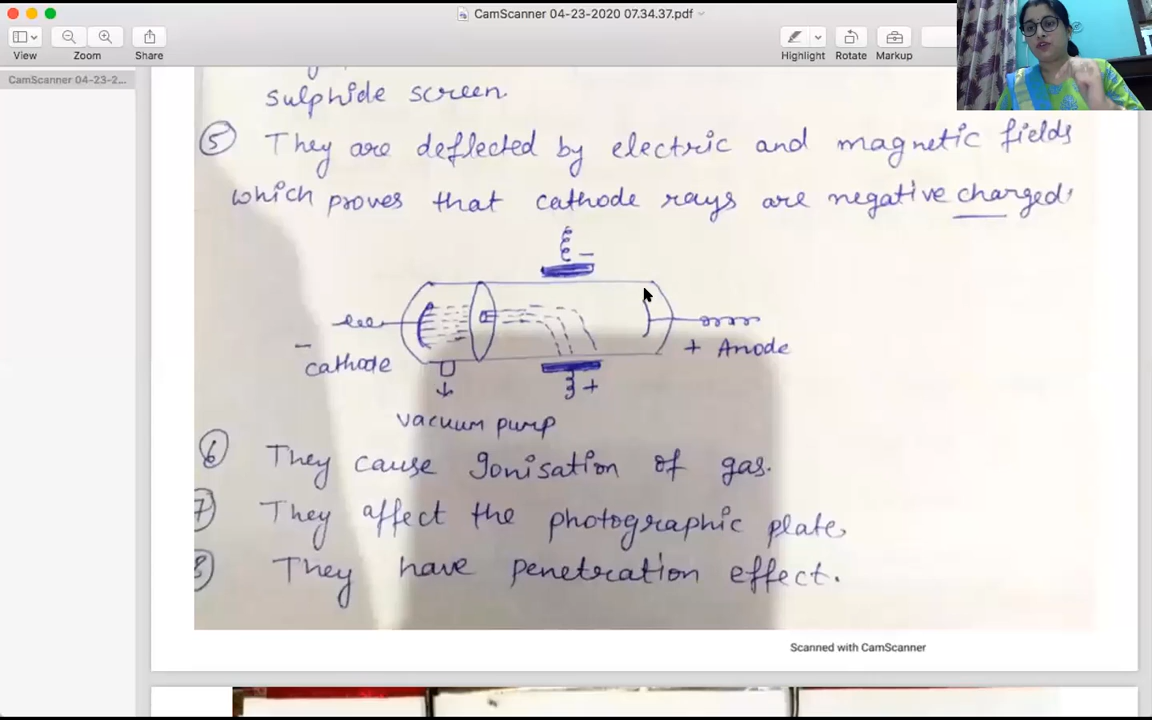 CamScanner 04-23-2020 07.34.37.pdf
View Zoom Share Highlight Rotate Markup
CamScanner 04-23-2...
sulphide screen.
5 They are deflected by electric and magnetic fields
which proves that cathode rays are negative charged.
−
− + Anode
cathode
+
vacuum pump
6 They cause Ionisation of gas.
7 They affect the photographic plate.
8 They have penetration effect.
Scanned with CamScanner